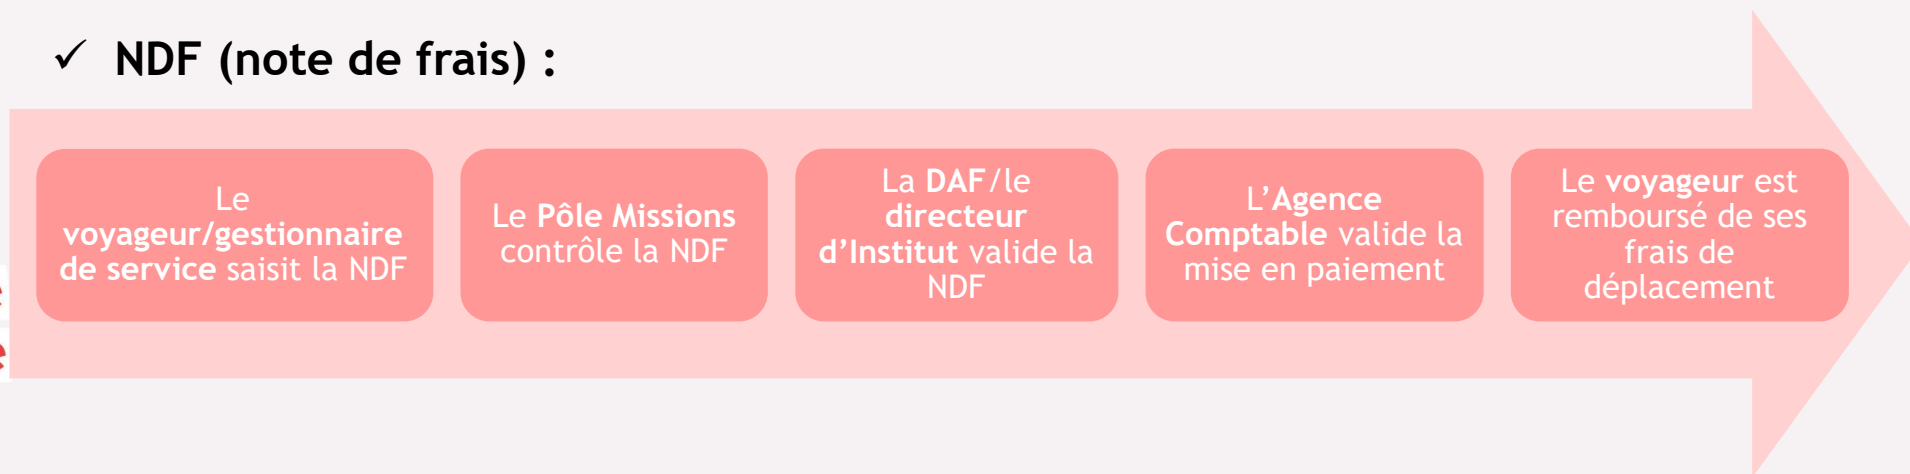 ✓ NDF (note de frais) :
Le
voyageur/gestionnaire
de service saisit la NDF
Le Pôle Missions
contrôle la NDF
La DAF/le
directeur
d’Institut valide la
NDF
L’Agence
Comptable valide la
mise en paiement
Le voyageur est
remboursé de ses
frais de
déplacement